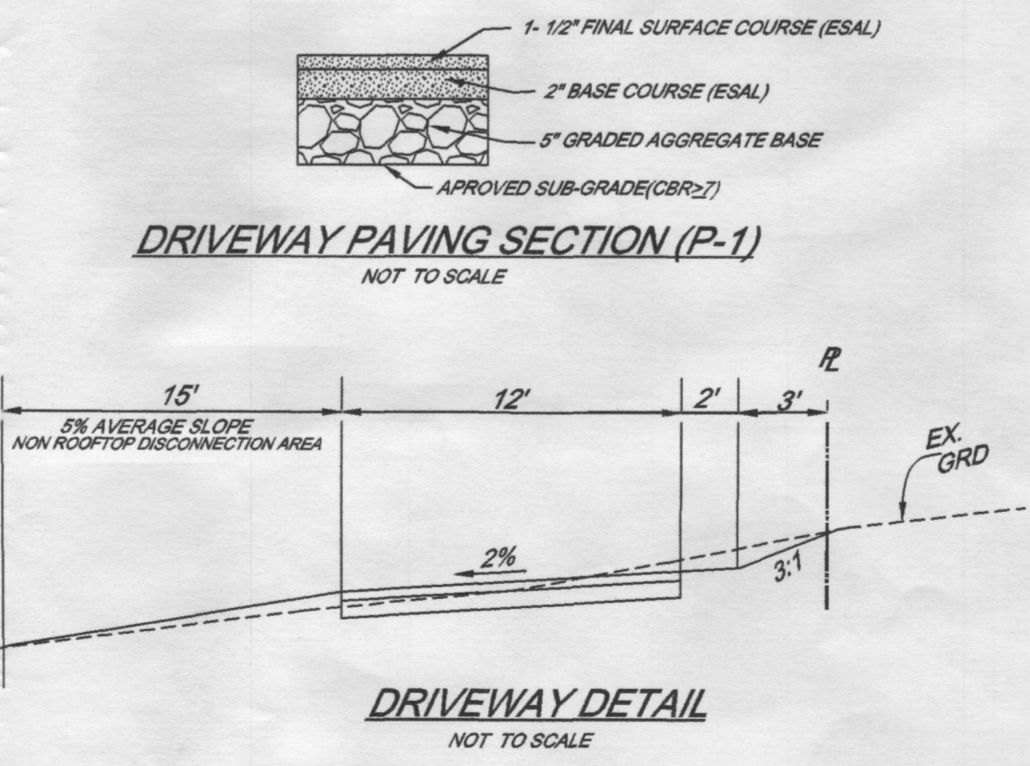 1- 1/2" FINAL SURFACE COURSE (ESAL)
2" BASE COURSE (ESAL)
5" GRADED AGGREGATE BASE
APROVED SUB-GRADE(CBR≥7)
DRIVEWAY PAVING SECTION (P-1)
NOT TO SCALE
PL
15'
12'
2'
3'
5% AVERAGE SLOPE
NON ROOFTOP DISCONNECTION AREA
EX.
GRD
2%
3:1
DRIVEWAY DETAIL
NOT TO SCALE